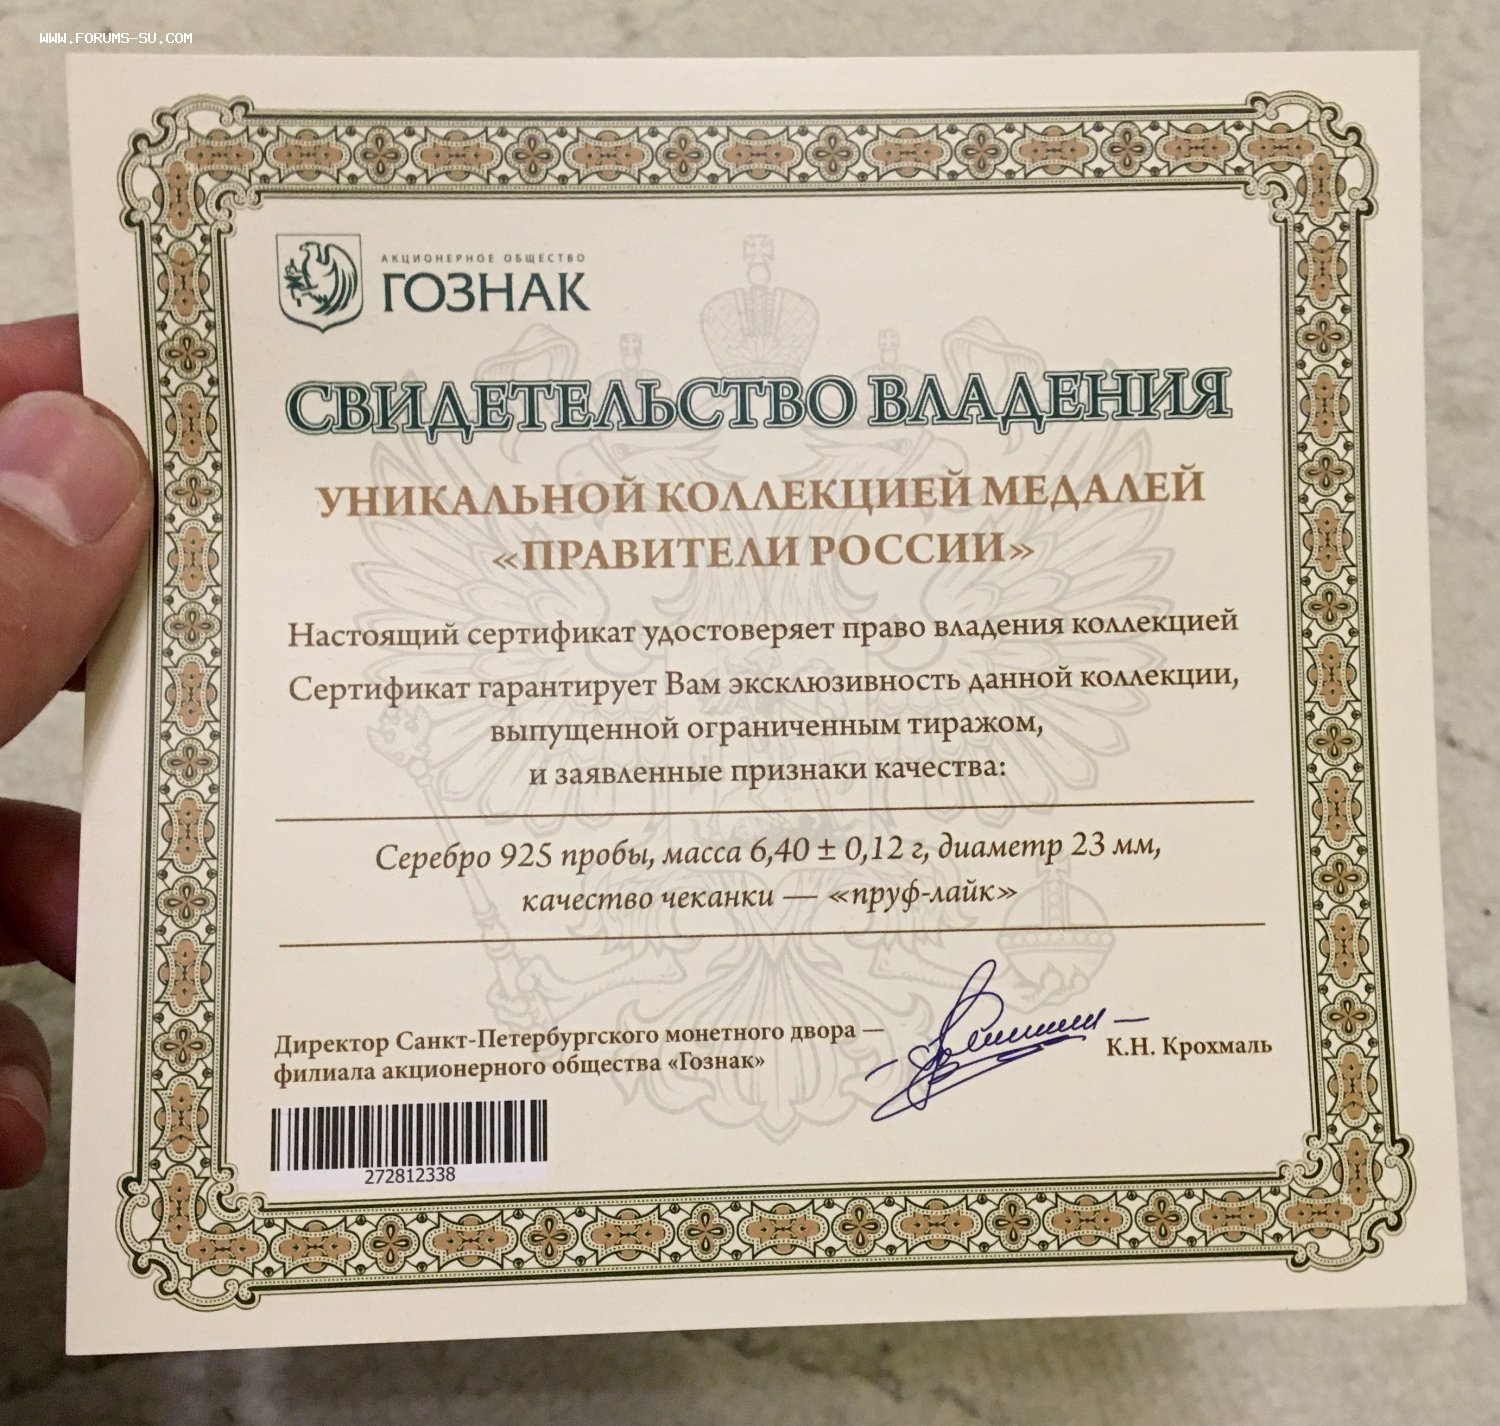 WWW.FORUMS-SU.COM
АКЦИОНЕРНОЕ ОБЩЕСТВО
ГОЗНАК
СВИДЕТЕЛЬСТВО ВЛАДЕНИЯ
УНИКАЛЬНОЙ КОЛЛЕКЦИЕЙ МЕДАЛЕЙ
«ПРАВИТЕЛИ РОССИИ»
Настоящий сертификат удостоверяет право владения коллекцией
Сертификат гарантирует Вам эксклюзивность данной коллекции,
выпущенной ограниченным тиражом,
и заявленные признаки качества:
Серебро 925 пробы, масса 6,40 ± 0,12 г, диаметр 23 мм,
качество чеканки — «пруф-лайк»
Директор Санкт-Петербургского монетного двора —
филиала акционерного общества «Гознак»
К.Н. Крохмаль
272812338